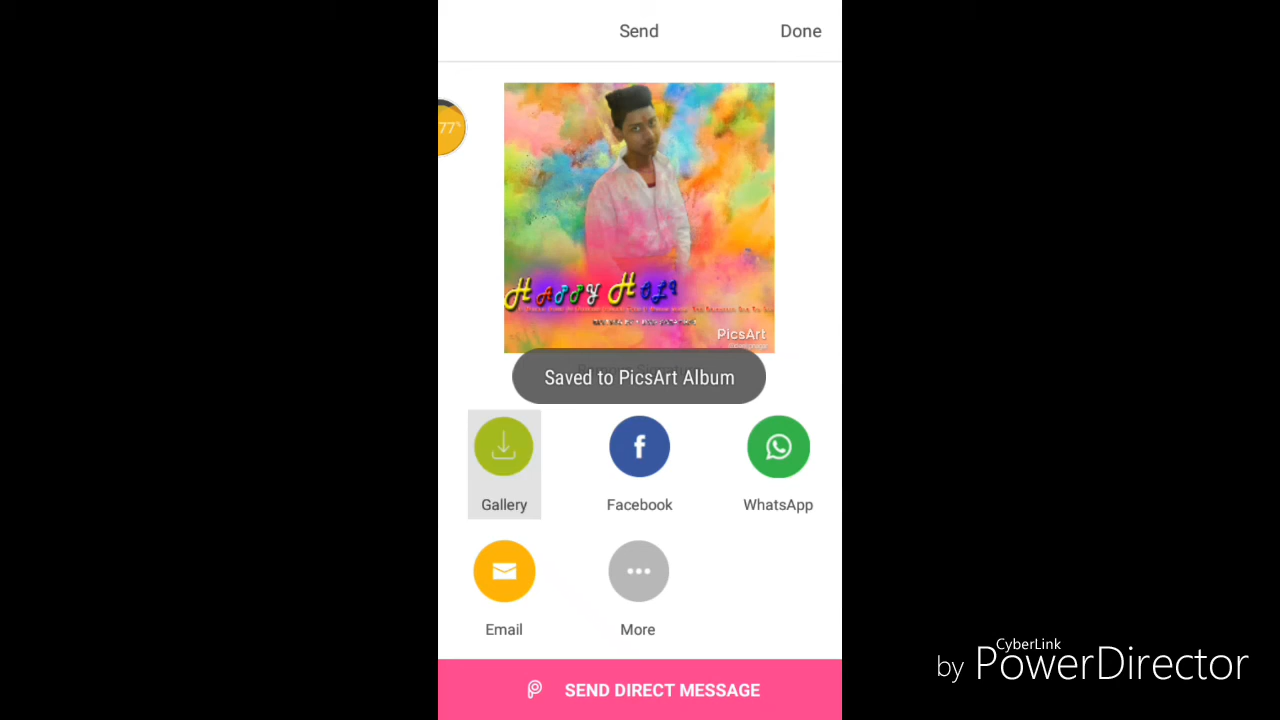 Send
Done
77%
HAPPY HOLI
PicsArt
Saved to PicsArt Album
Gallery
Facebook
WhatsApp
Email
More
SEND DIRECT MESSAGE
CyberLink
by PowerDirector